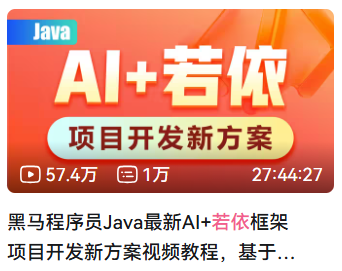 Java
AI+若依
项目开发新方案
57.4万 1万 27:44:27
黑马程序员Java最新AI+若依框架
项目开发新方案视频教程，基于…